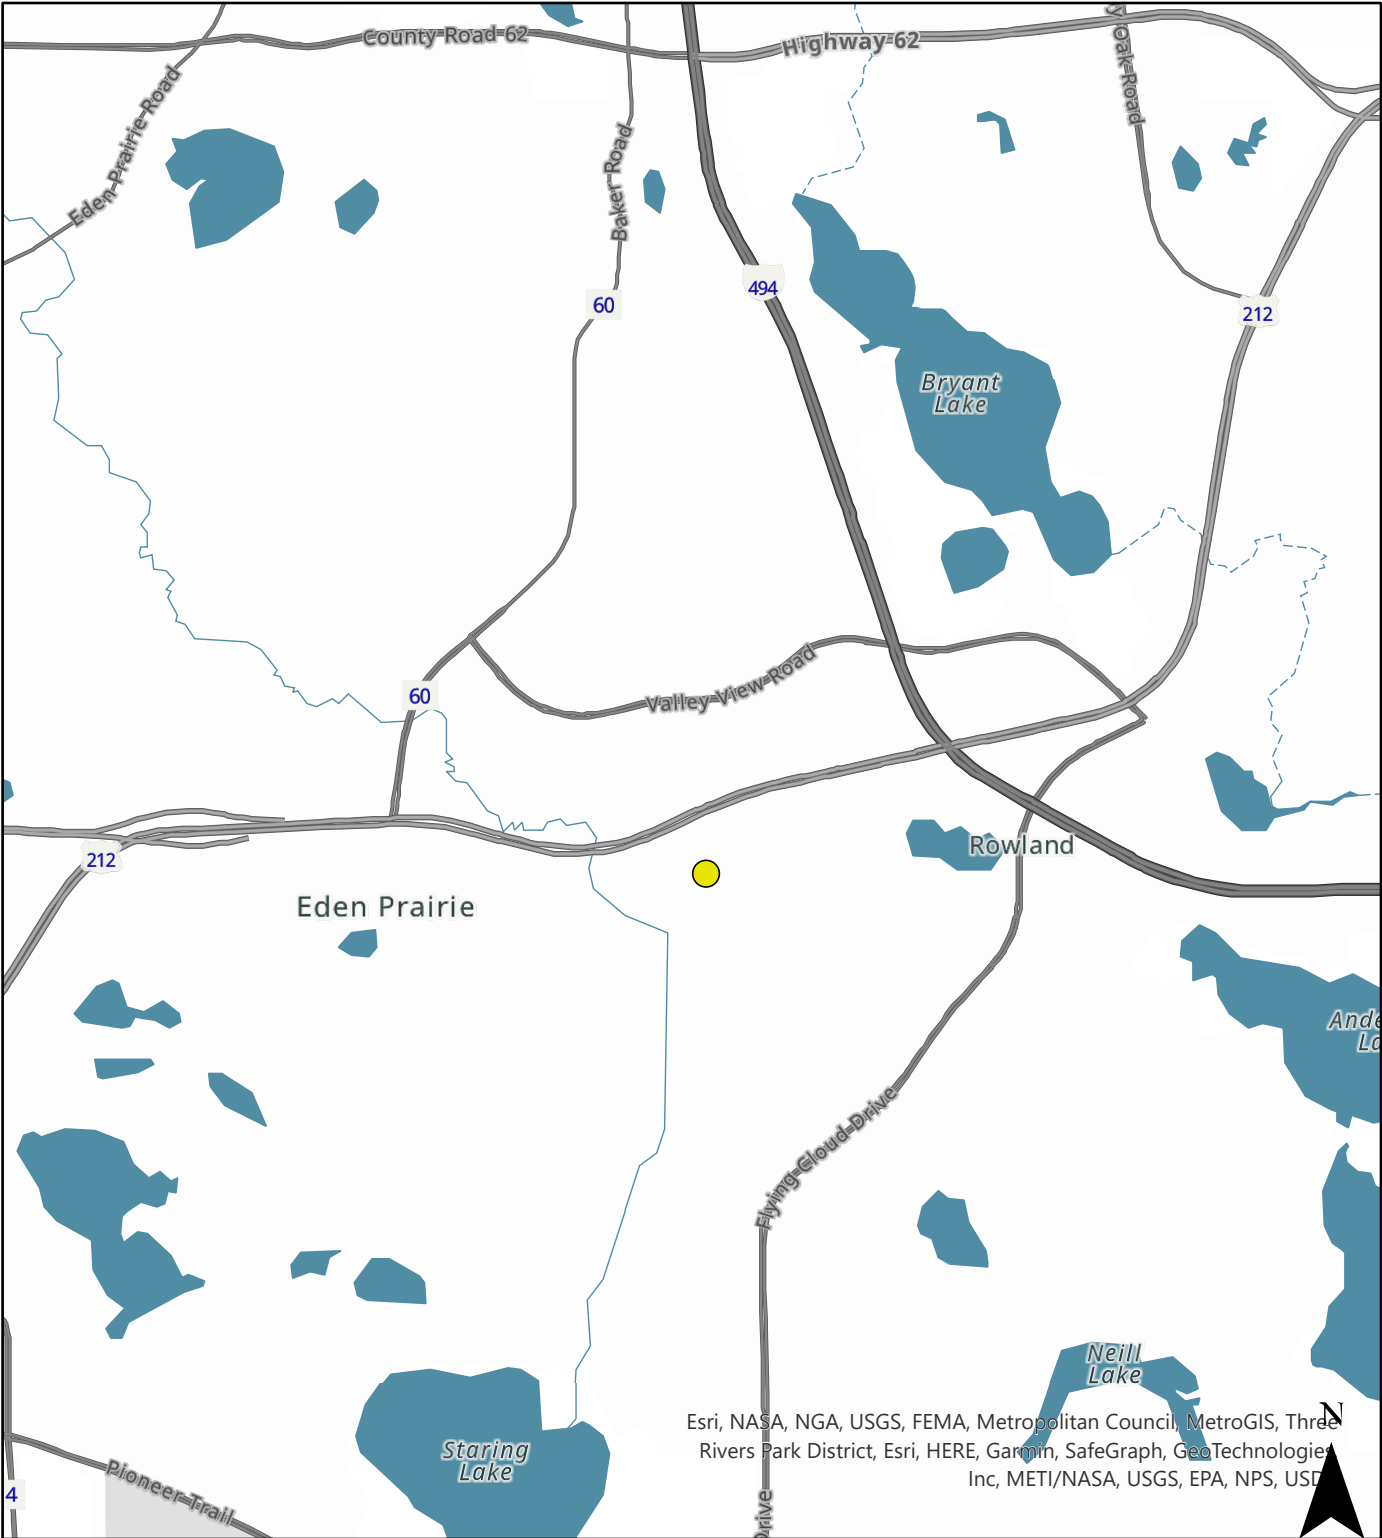 County Road 62
Highway 62
Oak Road
Eden Prairie Road
Baker Road
494
60
212
Bryant
Lake
Valley View Road
60
212
Rowland
Eden Prairie
Flying Cloud Drive
Neill
Lake
N
Esri, NASA, NGA, USGS, FEMA, Metropolitan Council, MetroGIS, Three
Rivers Park District, Esri, HERE, Garmin, SafeGraph, GeoTechnologies
Inc, METI/NASA, USGS, EPA, NPS,
Staring
Lake
Pioneer Trail
4
Drive